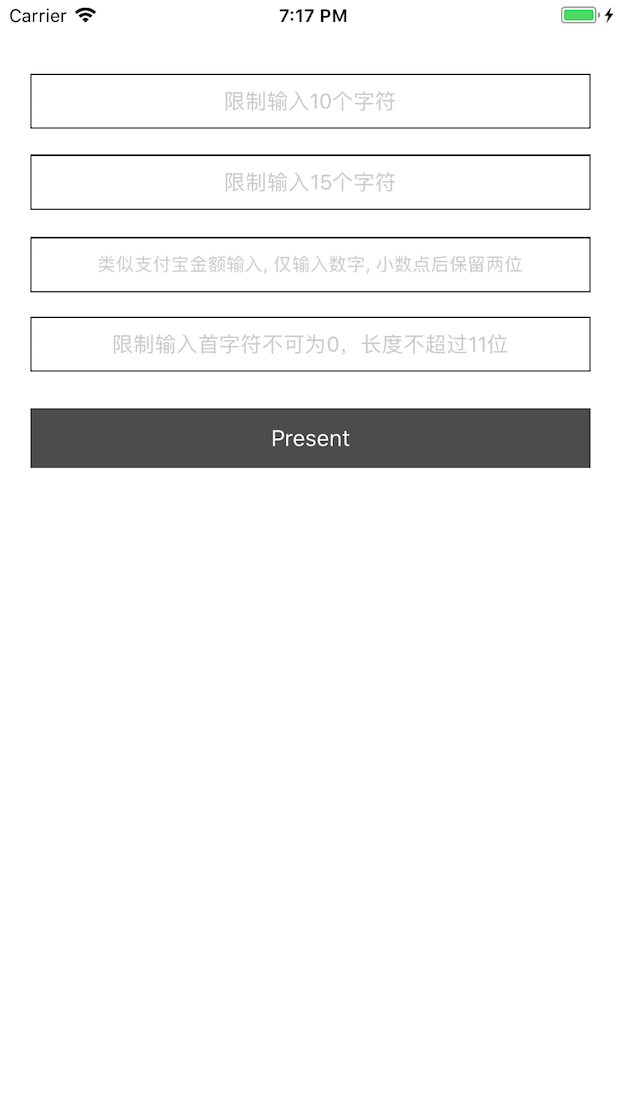 Carrier 7:17 PM
限制输入10个字符
限制输入15个字符
类似支付宝金额输入, 仅输入数字, 小数点后保留两位
限制输入首字符不可为0，长度不超过11位
Present